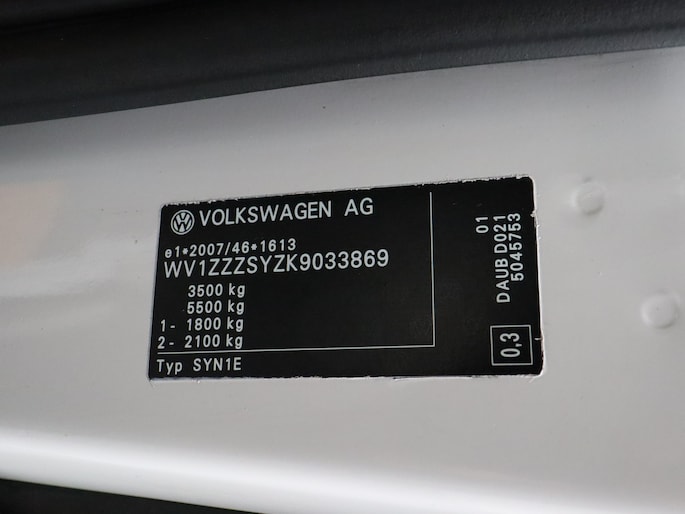 VOLKSWAGEN AG
e1*2007/46*1613
WV1ZZZSYZK9033869
3500 kg
5500 kg
1- 1800 kg
2- 2100 kg
Typ SYN1E
01
DAUB D021
5045753
0,3